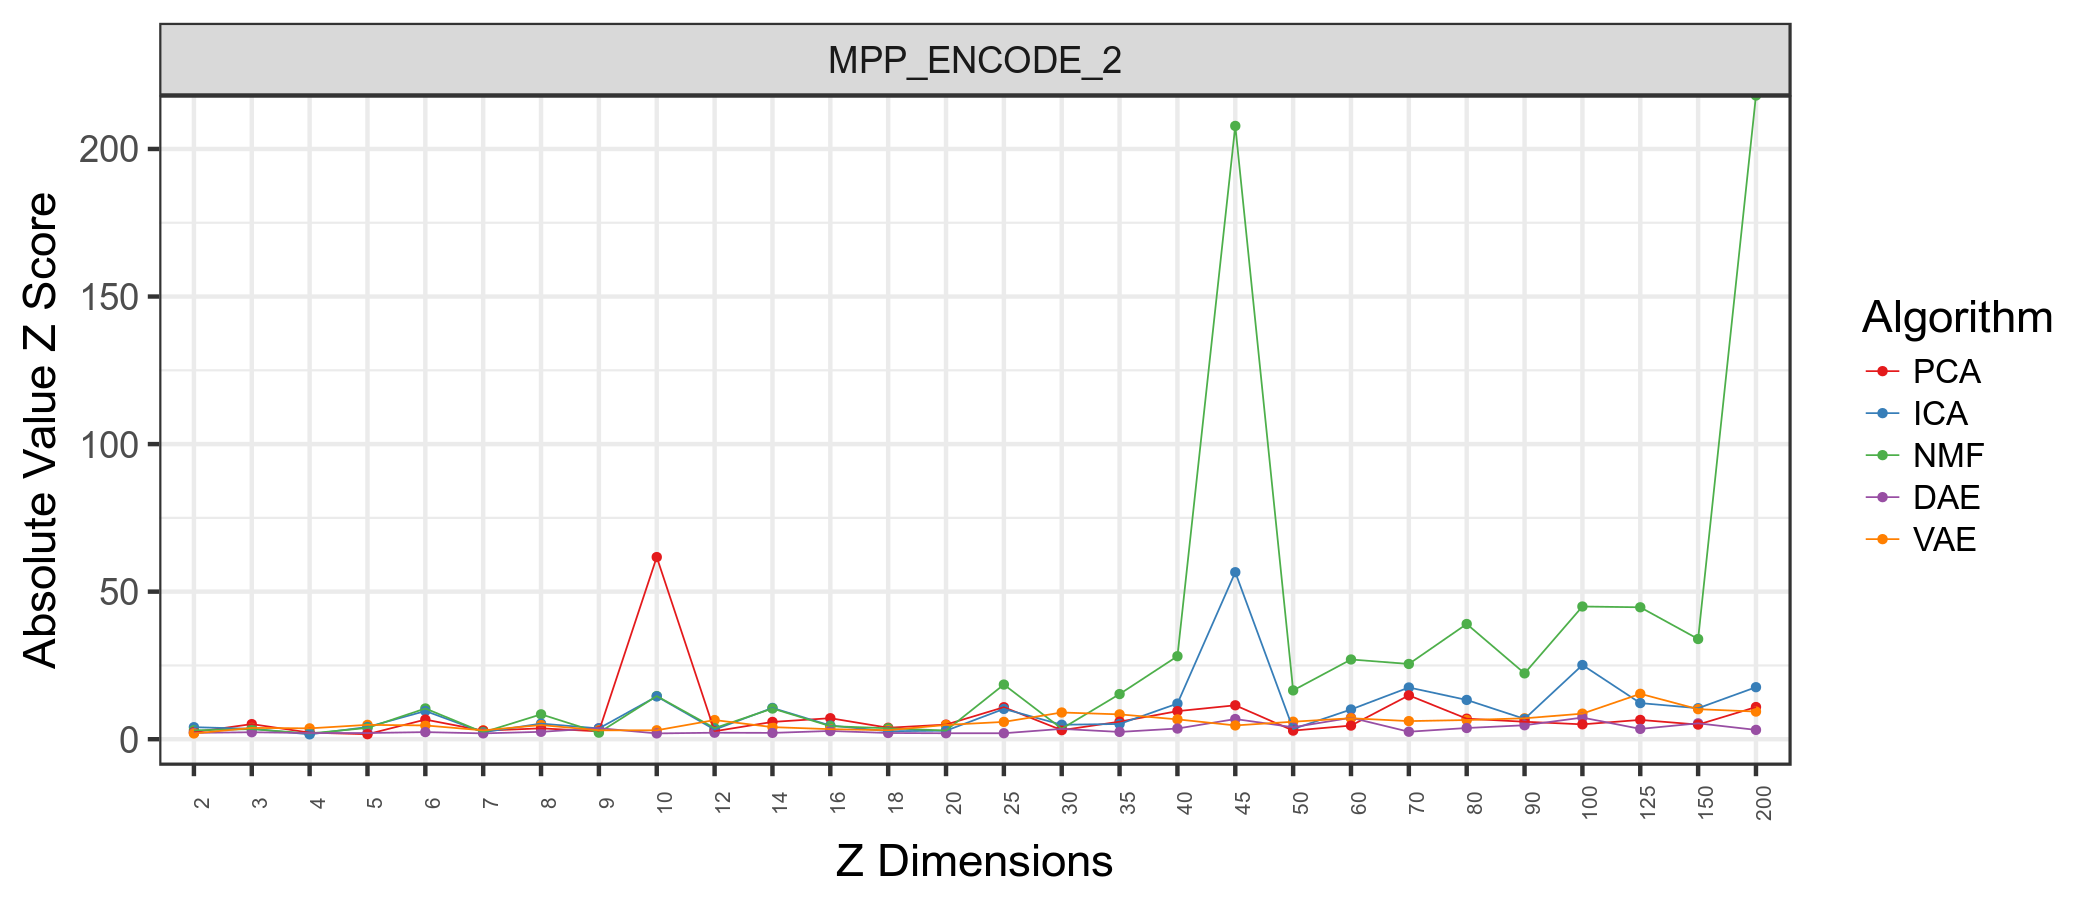 MPP_ENCODE_2
Absolute Value Z Score
200
150
100
50
0
2 3 4 5 6 7 8 9 10 12 14 16 18 20 25 30 35 40 45 50 60 70 80 90 100 125 150 200
Z Dimensions
Algorithm
PCA
ICA
NMF
DAE
VAE